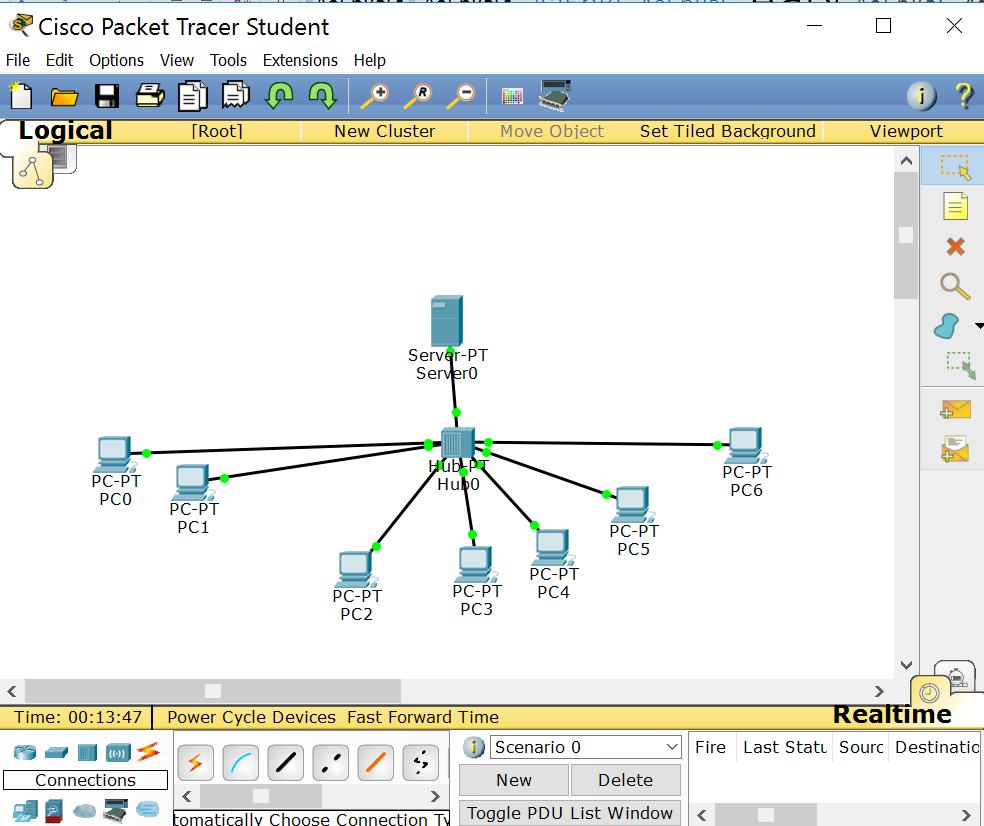 Cisco Packet Tracer Student
File Edit Options View Tools Extensions Help
Logical [Root] New Cluster Move Object Set Tiled Background Viewport
Server-PT
Server0
Hub-PT
Hub0
PC-PT
PC0
PC-PT
PC1
PC-PT
PC2
PC-PT
PC3
PC-PT
PC4
PC-PT
PC5
PC-PT
PC6
Time: 00:13:47 Power Cycle Devices Fast Forward Time Realtime
Connections
Scenario 0
New Delete
Toggle PDU List Window
Fire Last Statu Sourc Destinatio
tomatically Choose Connection Ty